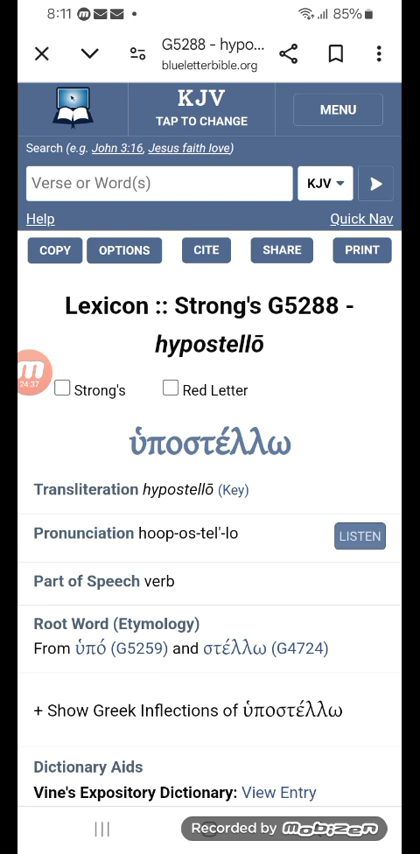 8:11 85%
G5288 - hypo...
blueletterbible.org
KJV
TAP TO CHANGE
MENU
Search (e.g. John 3:16, Jesus faith love)
Verse or Word(s) KJV
Help Quick Nav
COPY OPTIONS CITE SHARE PRINT
Lexicon :: Strong's G5288 -
hypostellō
24:37
Strong's Red Letter
ὑποστέλλω
Transliteration hypostellō (Key)
Pronunciation hoop-os-tel'-lo LISTEN
Part of Speech verb
Root Word (Etymology)
From ὑπό (G5259) and στέλλω (G4724)
+ Show Greek Inflections of ὑποστέλλω
Dictionary Aids
Vine's Expository Dictionary: View Entry
Recorded by mobizen